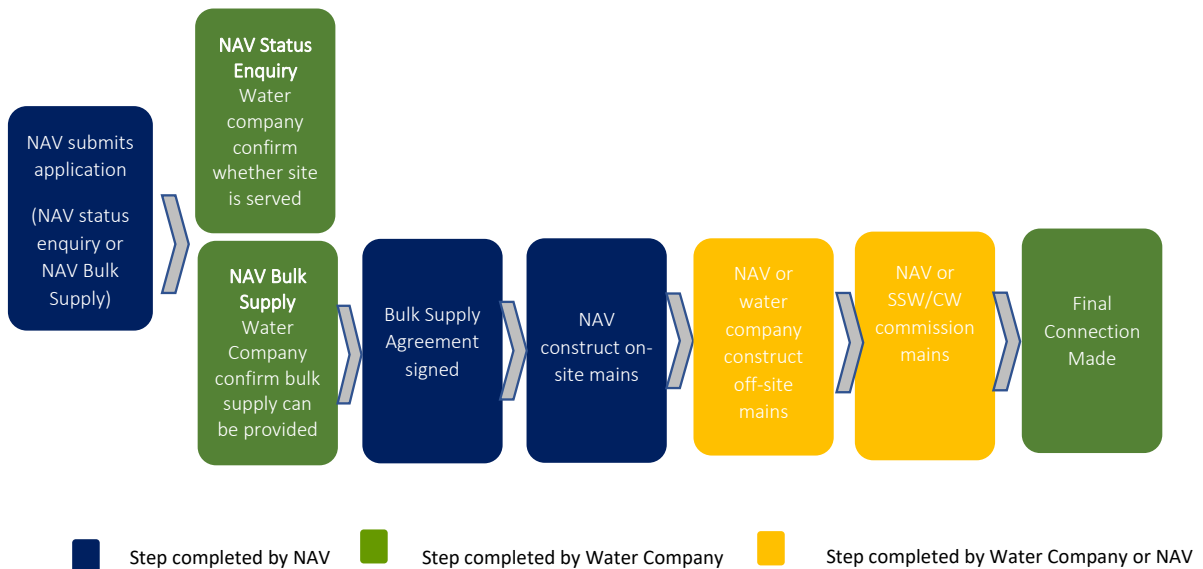 NAV submits
application
(NAV status
enquiry or
NAV Bulk
Supply)
NAV Status
Enquiry
Water
company
confirm
whether site
is served
NAV Bulk
Supply
Water
Company
confirm bulk
supply can
be provided
Bulk Supply
Agreement
signed
NAV
construct on-
site mains
NAV or
water
company
construct
off-site
mains
NAV or
SSW/CW
commission
mains
Final
Connection
Made
Step completed by NAV
Step completed by Water Company
Step completed by Water Company or NAV